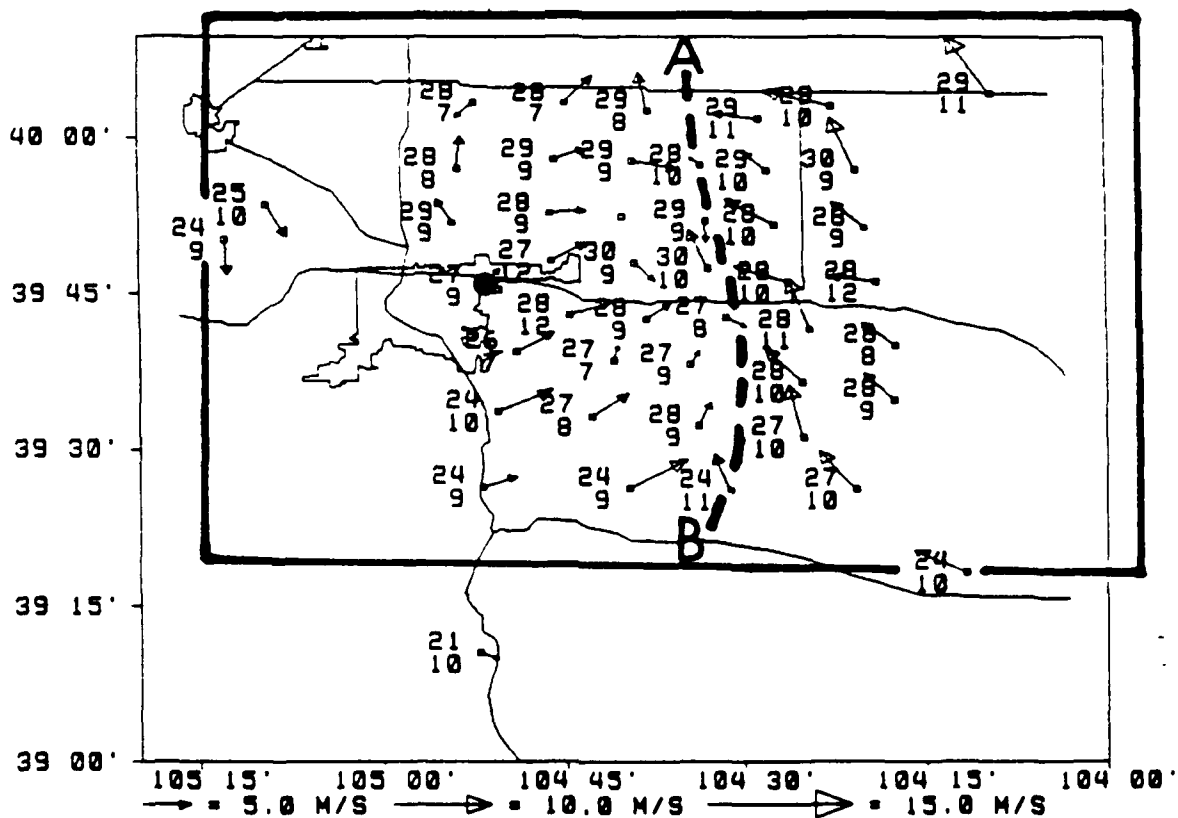 A
28 28 29 29 28 29
7 7 8 11 10 11
40 00'
28 29 29 28 29 30
8 9 9 10 10 9
25
10
24
9
29 28 29 28 28
9 9 9 10 9
27 30 30 28 28
9 9 10 10 12
39 45'
28 28 27 28 28
12 9 8 11 8
27 27 28 28
7 9 10 9
24 27 28 27
10 8 9 10
39 30'
24 24 24 27
9 9 11 10
B
24
10
39 15'
21
10
39 00'
105 15' 105 00' 104 45' 104 30' 104 15' 104 00'
= 5.0 M/S = 10.0 M/S = 15.0 M/S